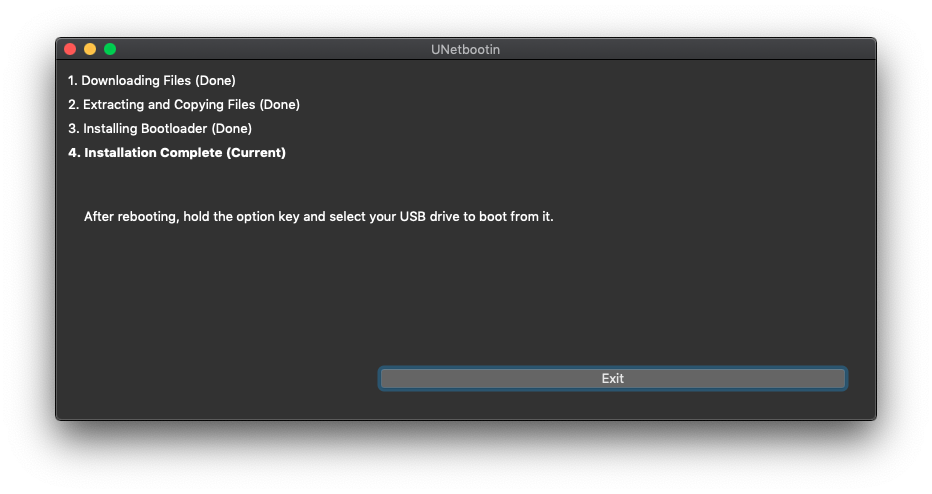 UNetbootin
1. Downloading Files (Done)
2. Extracting and Copying Files (Done)
3. Installing Bootloader (Done)
4. Installation Complete (Current)
After rebooting, hold the option key and select your USB drive to boot from it.
Exit